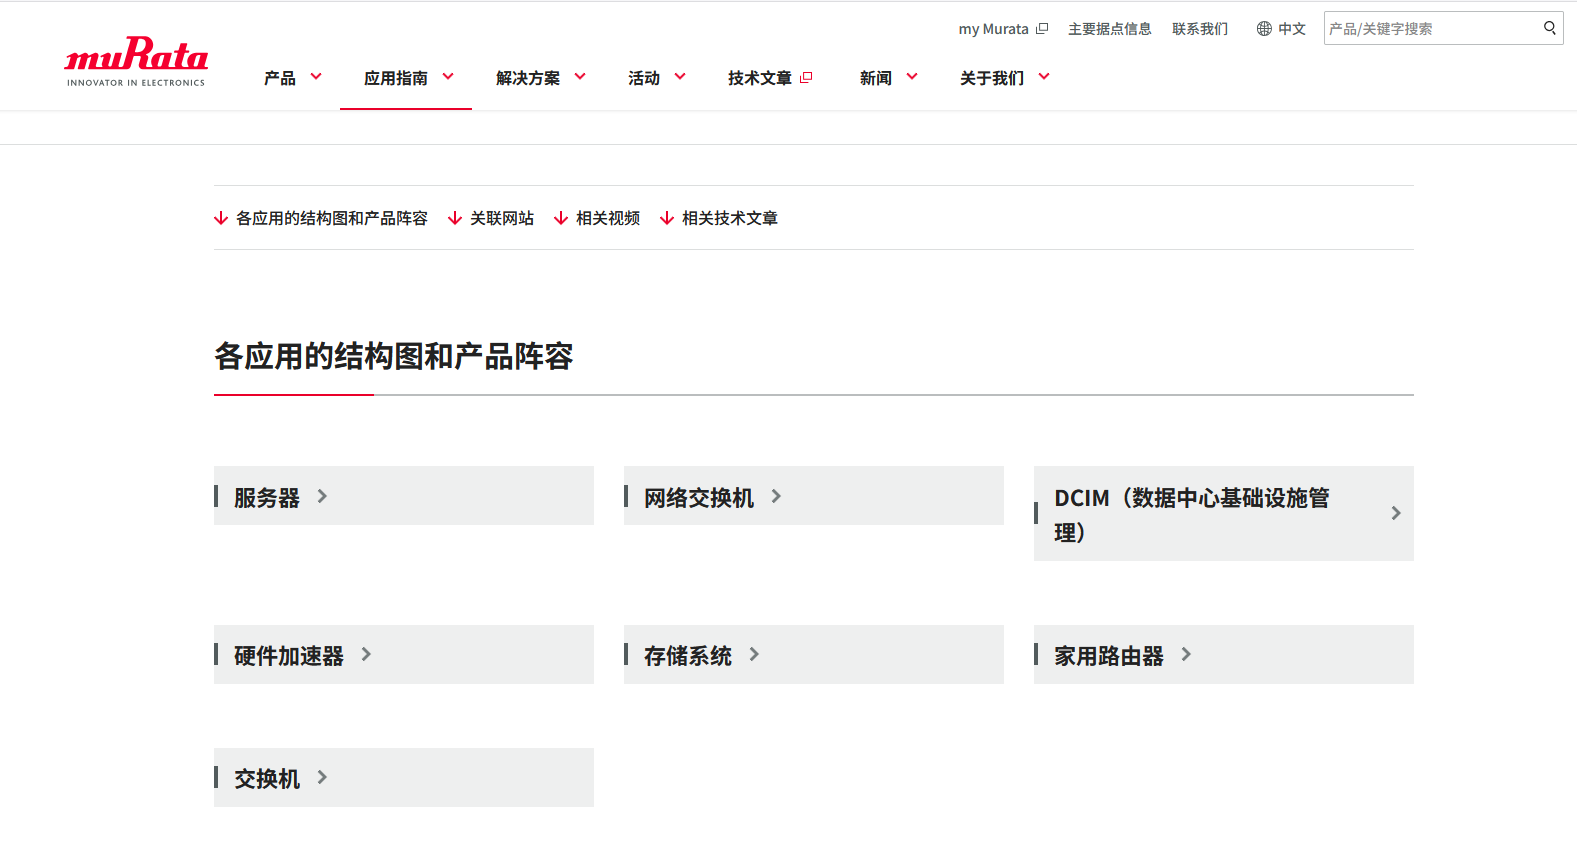 my Murata
主要据点信息
联系我们
中文
产品/关键字搜索
muRata
INNOVATOR IN ELECTRONICS
产品
应用指南
解决方案
活动
技术文章
新闻
关于我们
各应用的结构图和产品阵容
关联网站
相关视频
相关技术文章
各应用的结构图和产品阵容
服务器
网络交换机
DCIM（数据中心基础设施管
理）
硬件加速器
存储系统
家用路由器
交换机